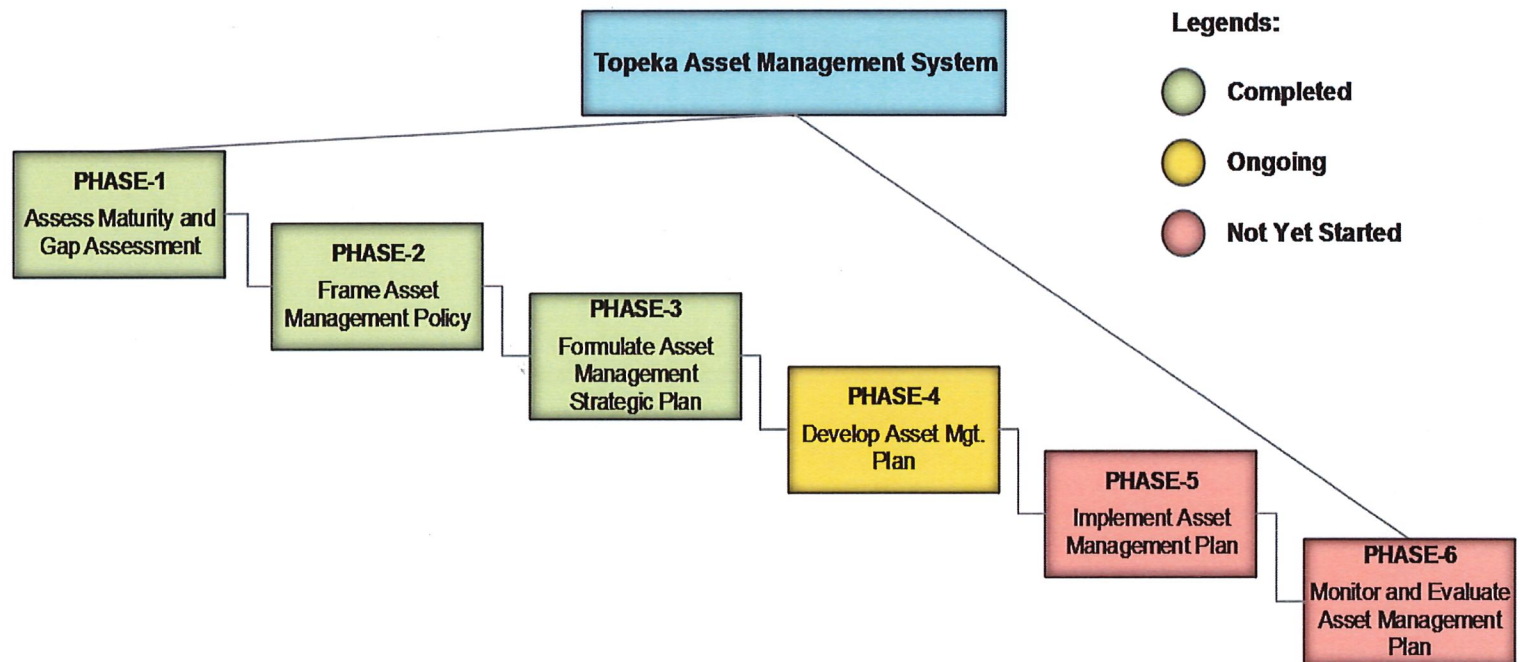 Topeka Asset Management System
Legends:
Completed
Ongoing
Not Yet Started
PHASE-1
Assess Maturity and
Gap Assessment
PHASE-2
Frame Asset
Management Policy
PHASE-3
Formulate Asset
Management
Strategic Plan
PHASE-4
Develop Asset Mgt.
Plan
PHASE-5
Implement Asset
Management Plan
PHASE-6
Monitor and Evaluate
Asset Management
Plan